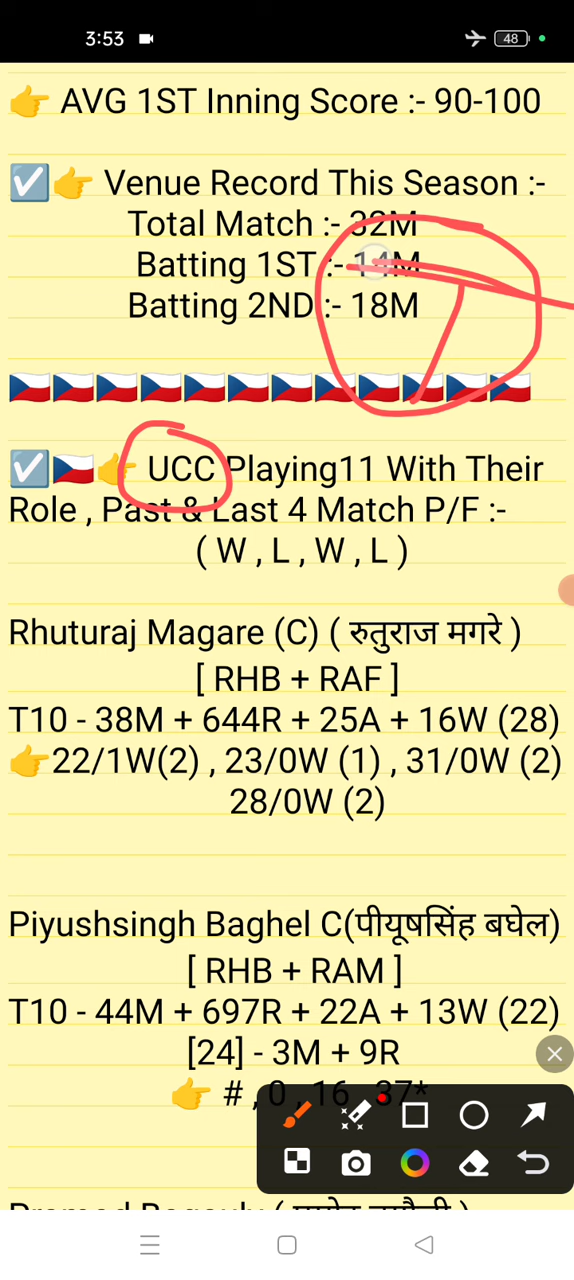 3:53
48
👉 AVG 1ST Inning Score :- 90-100
☑️👉 Venue Record This Season :-
Total Match :- 32M
Batting 1ST :- 14M
Batting 2ND :- 18M
☑️🇨🇿👉 UCC Playing11 With Their
Role , Past & Last 4 Match P/F :-
( W , L , W , L )
Rhuturaj Magare (C) ( रुतुराज मगरे )
[ RHB + RAF ]
T10 - 38M + 644R + 25A + 16W (28)
👉22/1W(2) , 23/0W (1) , 31/0W (2)
28/0W (2)
Piyushsingh Baghel C(पीयूषसिंह बघेल)
[ RHB + RAM ]
T10 - 44M + 697R + 22A + 13W (22)
[24] - 3M + 9R
👉 # , 0 , 16 , 37*